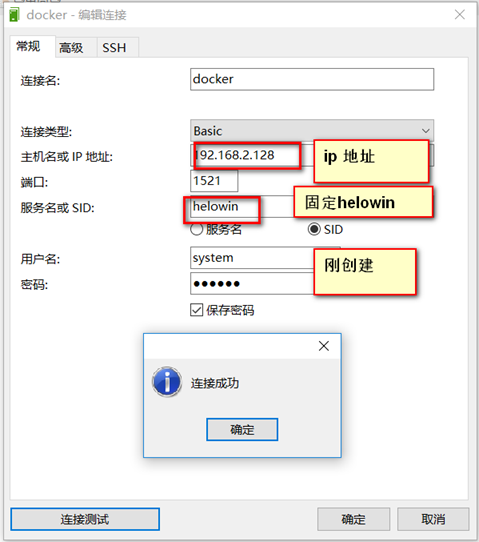 docker - 编辑连接
常规 高级 SSH
连接名: docker
连接类型: Basic
主机名或 IP 地址: 192.168.2.128 ip 地址
端口: 1521
服务名或 SID: helowin 固定helowin
服务名 SID
用户名: system 刚创建
密码: ●●●●●●
保存密码
连接成功
确定
连接测试 确定 取消